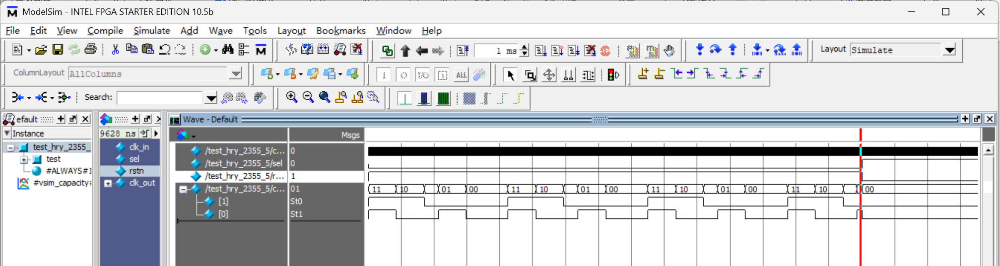 ModelSim - INTEL FPGA STARTER EDITION 10.5b
File Edit View Compile Simulate Add Wave Tools Layout Bookmarks Window Help
1 ms
Layout Simulate
ColumnLayout AllColumns
ALL
Search:
efault
Wave - Default
Instance
9628 ns
Msgs
test_hry_2355_
test
#ALWAYS#1
#vsim_capacity#
clk_in
sel
rstn
clk_out
/test_hry_2355_5/c... 0
/test_hry_2355_5/sel 0
/test_hry_2355_5/r... 1
/test_hry_2355_5/c... 01 11 10 01 00 11 10 01 00 11 10 01 00 11 10 00
[1] St0
[0] St1